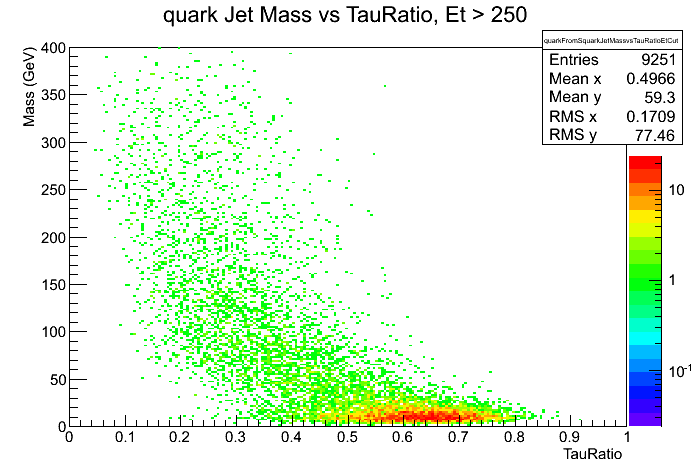 quark Jet Mass vs TauRatio, Et > 250
quarkFromSquarkJetMassvsTauRatioEtCut
Entries 9251
Mean x 0.4966
Mean y 59.3
RMS x 0.1709
RMS y 77.46
Mass (GeV)
400
350
300
250
200
150
100
50
0
10
1
10-1
0 0.1 0.2 0.3 0.4 0.5 0.6 0.7 0.8 0.9 1
TauRatio